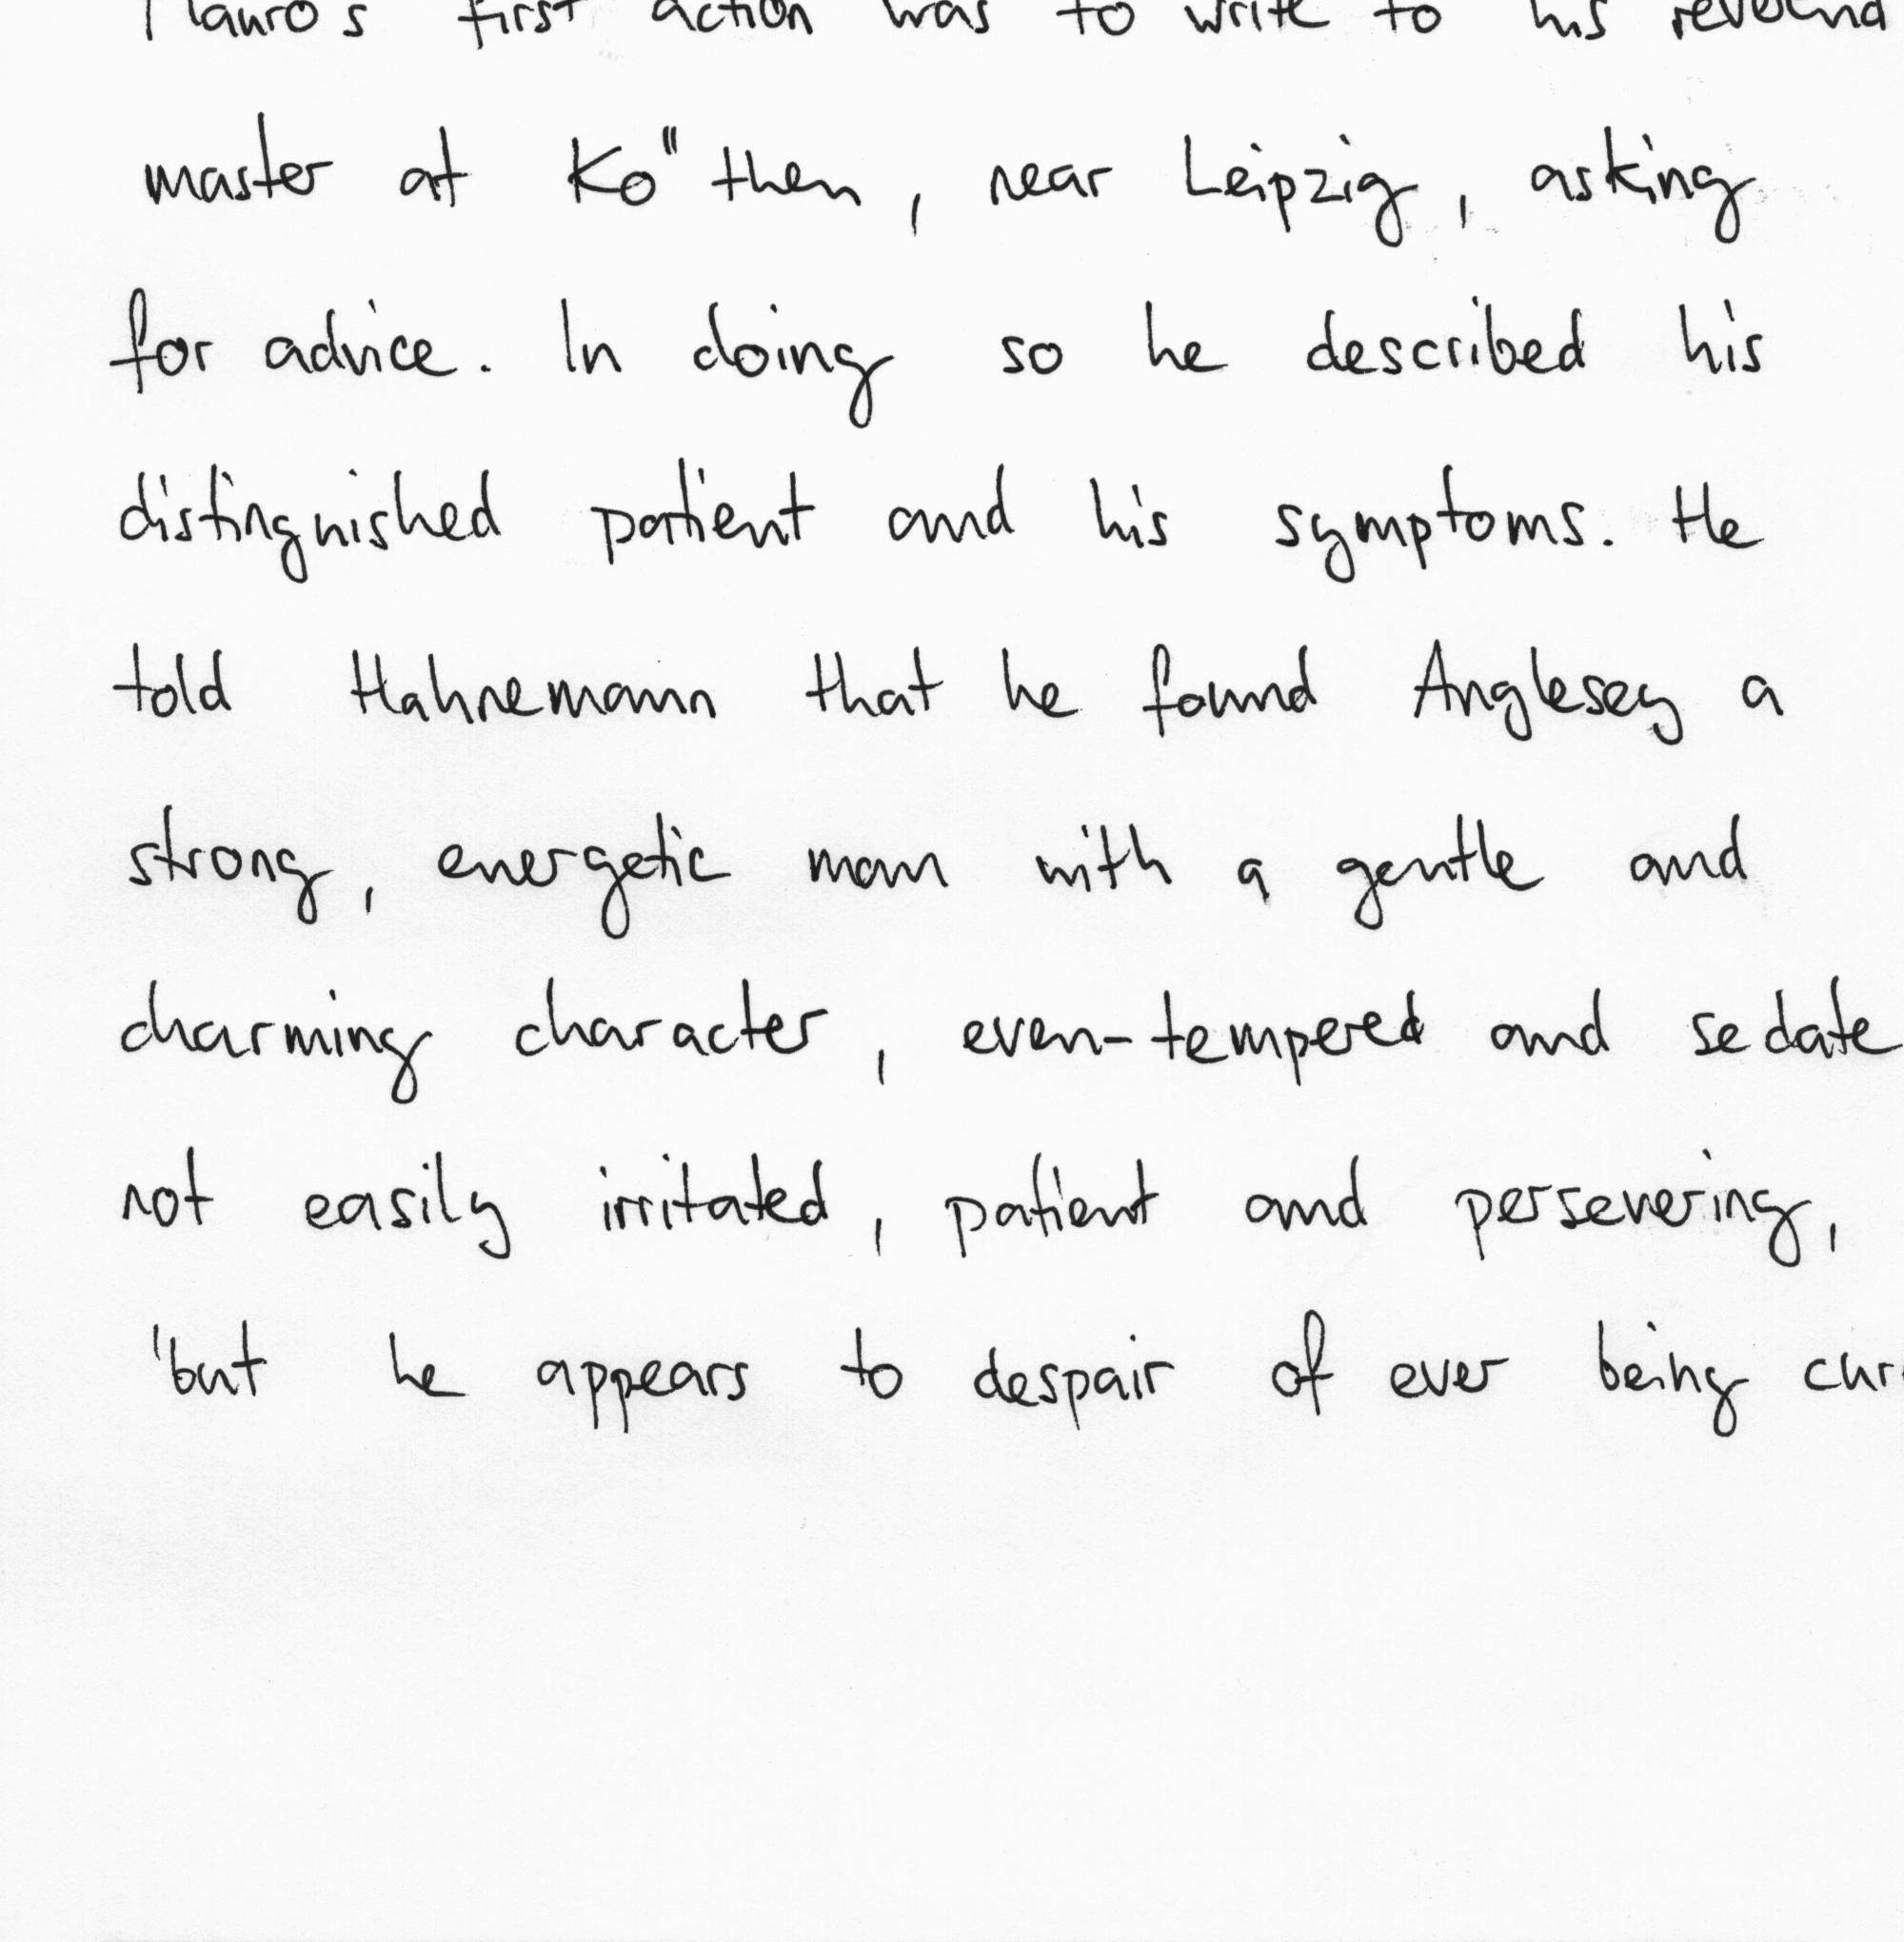 Mauro's first action was to write to his reverend
master at Ko"then, near Leipzig, asking
for advice. In doing so he described his
distinguished patient and his symptoms. He
told Hahnemann that he found Anglesey a
strong, energetic man with a gentle and
charming character, even-tempered and sedate
not easily irritated, patient and persevering,
'but he appears to despair of ever being